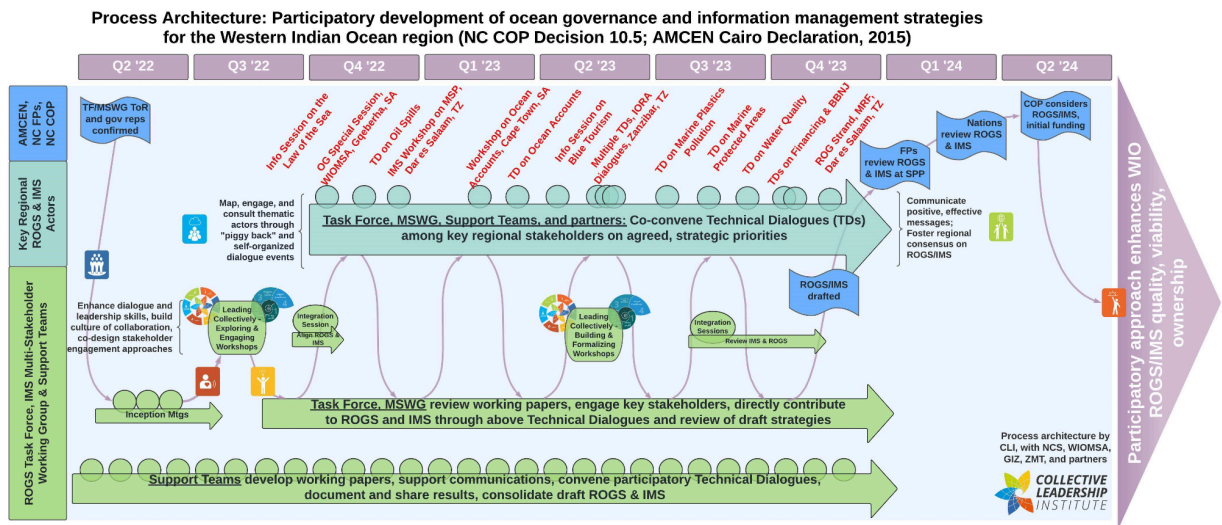 Process Architecture: Participatory development of ocean governance and information management strategies
for the Western Indian Ocean region (NC COP Decision 10.5; AMCEN Cairo Declaration, 2015)
Q2 '22
Q3 '22
Q4 '22
Q1 '23
Q2 '23
Q3 '23
Q4 '23
Q1 '24
Q2 '24
AMCEN,
NC FPs,
NC COP
TF/MSWG ToR
and gov reps
confirmed
Info Session on the
Law of the Sea
OG Special Session,
WIOMSA, Gqeberha, SA
TD on Oil Spills
IMS Workshop on MSP,
Dar es Salaam, TZ
Workshop on Ocean
Accounts, Cape Town, SA
TD on Ocean Accounts
Info Session on
Blue Tourism
Multiple TDs, IORA
Dialogues, Zanzibar, TZ
TD on Marine Plastics
Pollution
TD on Marine
Protected Areas
TD on Water Quality
TDs on Financing & BBNJ
ROG Strand, MRF,
Dar es Salaam, TZ
FPs
review ROGS
& IMS at SPP
Nations
review ROGS
& IMS
COP considers
ROGS/IMS,
initial funding
Key Regional
ROGS & IMS
Actors
Map, engage, and
consult thematic
actors through
"piggy back" and
self-organized
dialogue events
Task Force, MSWG, Support Teams, and partners: Co-convene Technical Dialogues (TDs)
among key regional stakeholders on agreed, strategic priorities
Communicate
positive, effective
messages;
Foster regional
consensus on
ROGS/IMS
ROGS/IMS
drafted
ROGS Task Force, IMS Multi-Stakeholder
Working Group & Support Teams
Enhance dialogue and
leadership skills, build
culture of collaboration,
co-design stakeholder
engagement approaches
Leading
Collectively -
Exploring &
Engaging
Workshops
Integration
Session
Align ROGS &
IMS
Leading
Collectively -
Building &
Formalizing
Workshops
Integration
Sessions
Review IMS & ROGS
Inception Mtgs
Task Force, MSWG review working papers, engage key stakeholders, directly contribute
to ROGS and IMS through above Technical Dialogues and review of draft strategies
Support Teams develop working papers, support communications, convene participatory Technical Dialogues,
document and share results, consolidate draft ROGS & IMS
Process architecture by
CLI, with NCS, WIOMSA,
GIZ, ZMT, and partners
COLLECTIVE
LEADERSHIP
INSTITUTE
Participatory approach enhances WIO
ROGS/IMS quality, viability,
ownership